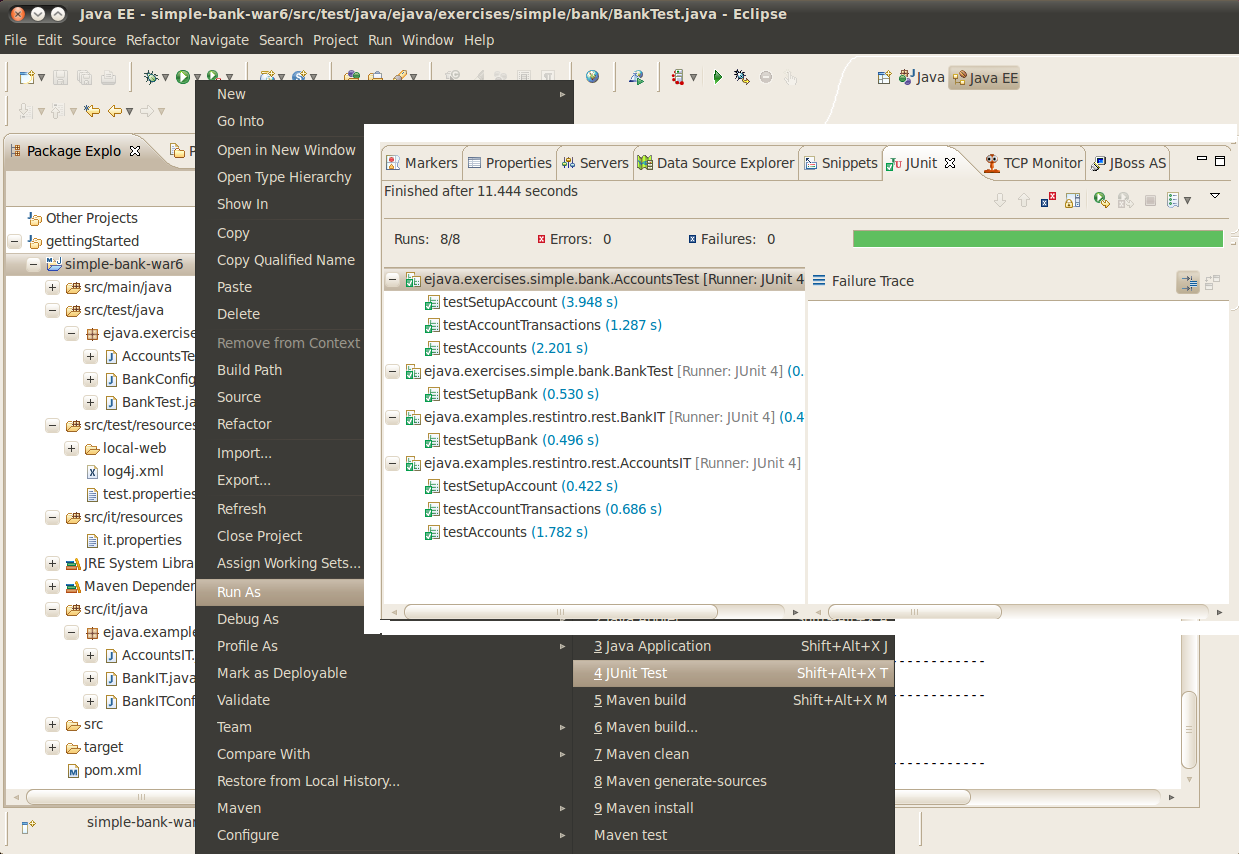 Java EE - simple-bank-war6/src/test/java/ejava/exercises/simple/bank/BankTest.java - Eclipse
File Edit Source Refactor Navigate Search Project Run Window Help
Java
Java EE
Package Explo
P
Other Projects
gettingStarted
simple-bank-war6
src/main/java
src/test/java
ejava.exercise
AccountsTe
BankConfig
BankTest.ja
src/test/resources
local-web
log4j.xml
test.properties
src/it/resources
it.properties
JRE System Libra
Maven Dependen
src/it/java
ejava.example
AccountsIT.
BankIT.java
BankITConf
src
target
pom.xml
simple-bank-war
New
Go Into
Open in New Window
Open Type Hierarchy
Show In
Copy
Copy Qualified Name
Paste
Delete
Remove from Context
Build Path
Source
Refactor
Import...
Export...
Refresh
Close Project
Assign Working Sets...
Run As
Debug As
Profile As
Mark as Deployable
Validate
Team
Compare With
Restore from Local History...
Maven
Configure
Markers Properties Servers Data Source Explorer Snippets JUnit TCP Monitor JBoss AS
Finished after 11.444 seconds
Runs: 8/8 Errors: 0 Failures: 0
ejava.exercises.simple.bank.AccountsTest [Runner: JUnit 4
testSetupAccount (3.948 s)
testAccountTransactions (1.287 s)
testAccounts (2.201 s)
ejava.exercises.simple.bank.BankTest [Runner: JUnit 4] (0.
testSetupBank (0.530 s)
ejava.examples.restintro.rest.BankIT [Runner: JUnit 4] (0.4
testSetupBank (0.496 s)
ejava.examples.restintro.rest.AccountsIT [Runner: JUnit 4]
testSetupAccount (0.422 s)
testAccountTransactions (0.686 s)
testAccounts (1.782 s)
Failure Trace
3 Java Application Shift+Alt+X J
4 JUnit Test Shift+Alt+X T
5 Maven build Shift+Alt+X M
6 Maven build...
7 Maven clean
8 Maven generate-sources
9 Maven install
Maven test